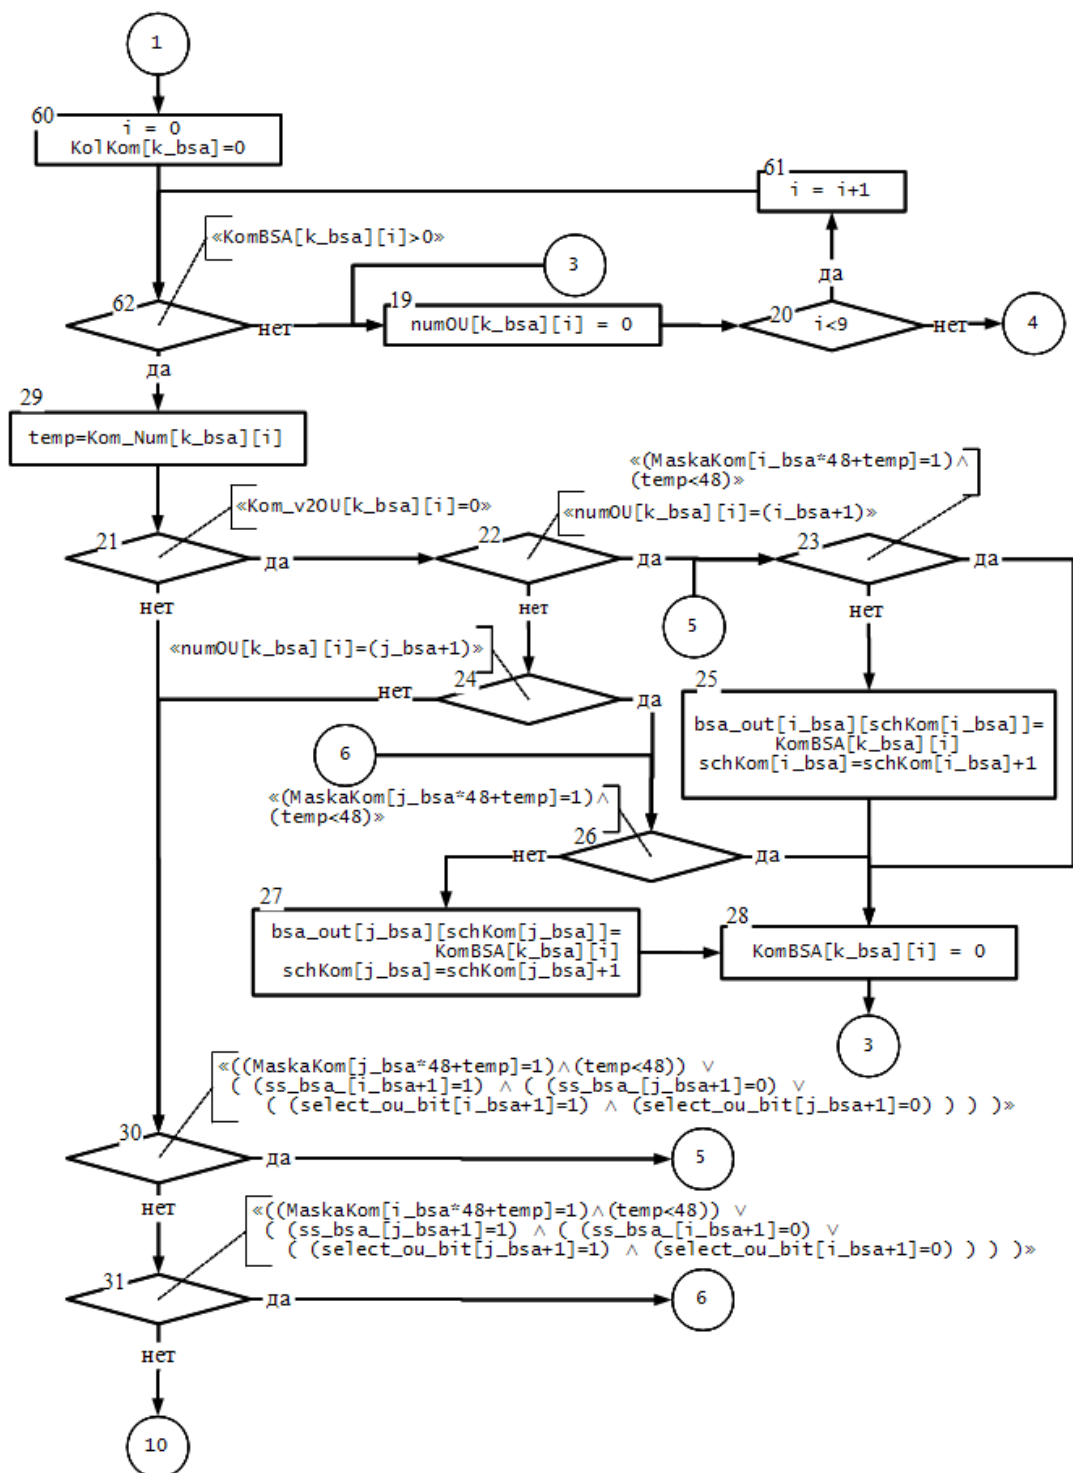 1
60
i = 0
KolKom[k_bsa]=0
61
i = i+1
«KomBSA[k_bsa][i]>0»
3
да
62
нет
19
numOU[k_bsa][i] = 0
20
i<9
нет
4
да
29
temp=Kom_Num[k_bsa][i]
«(MaskaKom[i_bsa*48+temp]=1)∧
(temp<48)»
«Kom_v2OU[k_bsa][i]=0»
«numOU[k_bsa][i]=(i_bsa+1)»
21
да
22
да
23
да
нет
нет
5
нет
«numOU[k_bsa][i]=(j_bsa+1)»
24
нет
да
25
bsa_out[i_bsa][schKom[i_bsa]]=
KomBSA[k_bsa][i]
schKom[i_bsa]=schKom[i_bsa]+1
6
«(MaskaKom[j_bsa*48+temp]=1)∧
(temp<48)»
26
нет
да
27
bsa_out[j_bsa][schKom[j_bsa]]=
KomBSA[k_bsa][i]
schKom[j_bsa]=schKom[j_bsa]+1
28
KomBSA[k_bsa][i] = 0
3
«((MaskaKom[j_bsa*48+temp]=1)∧(temp<48)) ∨
( (ss_bsa_[i_bsa+1]=1) ∧ ( (ss_bsa_[j_bsa+1]=0) ∨
( (select_ou_bit[i_bsa+1]=1) ∧ (select_ou_bit[j_bsa+1]=0) ) ) )»
30
да
5
нет
«((MaskaKom[i_bsa*48+temp]=1)∧(temp<48)) ∨
( (ss_bsa_[j_bsa+1]=1) ∧ ( (ss_bsa_[i_bsa+1]=0) ∨
( (select_ou_bit[j_bsa+1]=1) ∧ (select_ou_bit[i_bsa+1]=0) ) ) )»
31
да
6
нет
10